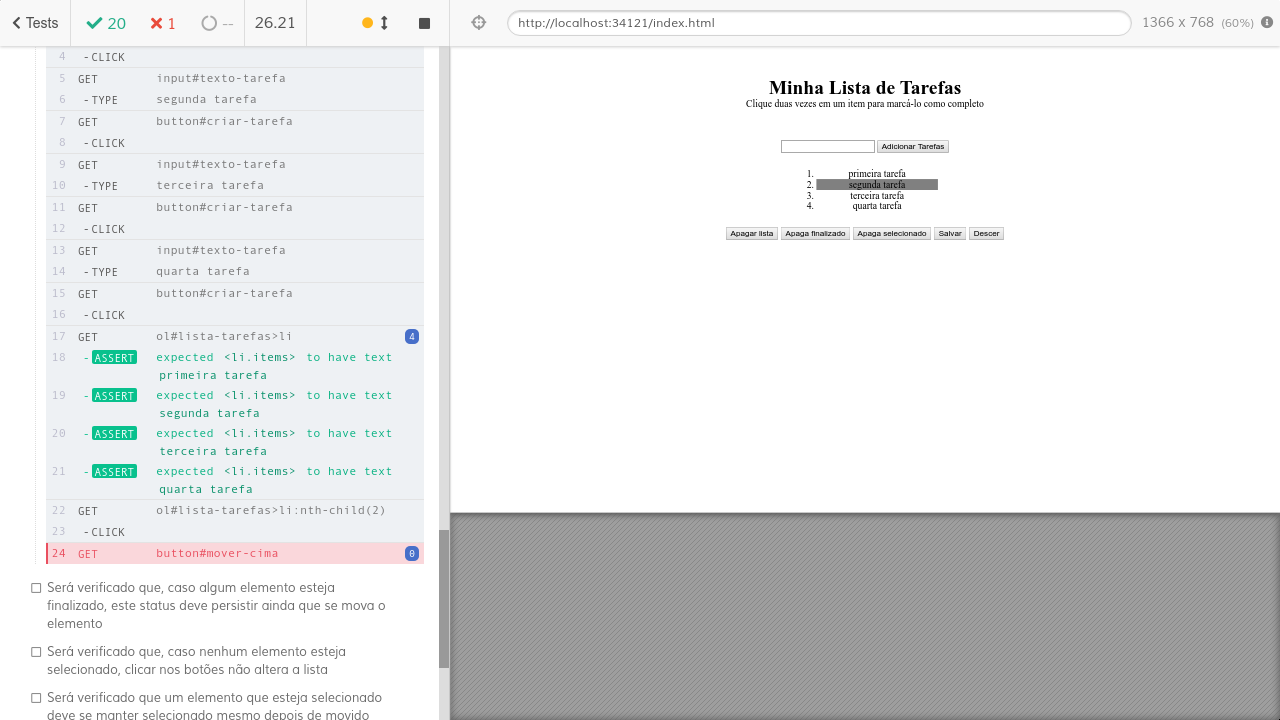 Tests
20
1
--
26.21
http://localhost:34121/index.html
1366 x 768 (60%)
4 -CLICK
5 GET input#texto-tarefa
6 -TYPE segunda tarefa
7 GET button#criar-tarefa
8 -CLICK
9 GET input#texto-tarefa
10 -TYPE terceira tarefa
11 GET button#criar-tarefa
12 -CLICK
13 GET input#texto-tarefa
14 -TYPE quarta tarefa
15 GET button#criar-tarefa
16 -CLICK
17 GET ol#lista-tarefas>li 4
18 -ASSERT expected <li.items> to have text
primeira tarefa
19 -ASSERT expected <li.items> to have text
segunda tarefa
20 -ASSERT expected <li.items> to have text
terceira tarefa
21 -ASSERT expected <li.items> to have text
quarta tarefa
22 GET ol#lista-tarefas>li:nth-child(2)
23 -CLICK
24 GET button#mover-cima 0
Será verificado que, caso algum elemento esteja
finalizado, este status deve persistir ainda que se mova o
elemento
Será verificado que, caso nenhum elemento esteja
selecionado, clicar nos botões não altera a lista
Será verificado que um elemento que esteja selecionado
deve se manter selecionado mesmo depois de movido
Minha Lista de Tarefas
Clique duas vezes em um item para marcá-lo como completo
Adicionar Tarefas
1. primeira tarefa
2. segunda tarefa
3. terceira tarefa
4. quarta tarefa
Apagar lista Apaga finalizado Apaga selecionado Salvar Descer